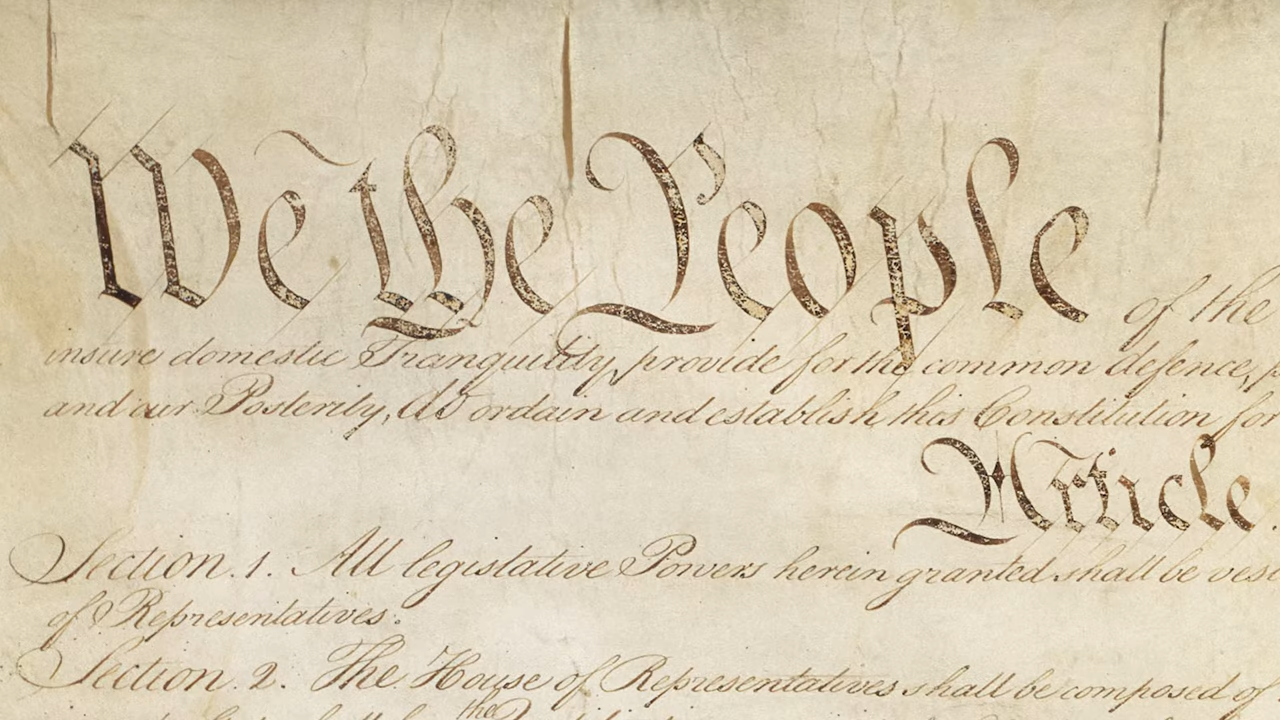 We the People of the
insure domestic Tranquility, provide for the common defence,
and our Posterity, do ordain and establish this Constitution for
Article.
Section. 1. All legislative Powers herein granted shall be
of Representatives.
Section. 2. The House of Representatives shall be composed of
the